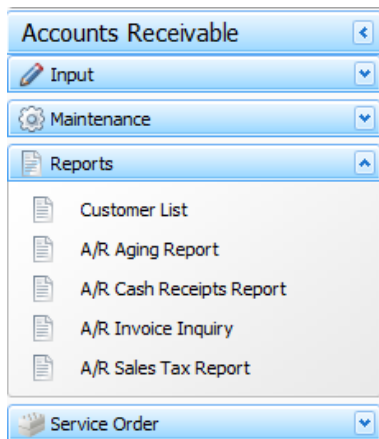 Accounts Receivable
Input
Maintenance
Reports
Customer List
A/R Aging Report
A/R Cash Receipts Report
A/R Invoice Inquiry
A/R Sales Tax Report
Service Order